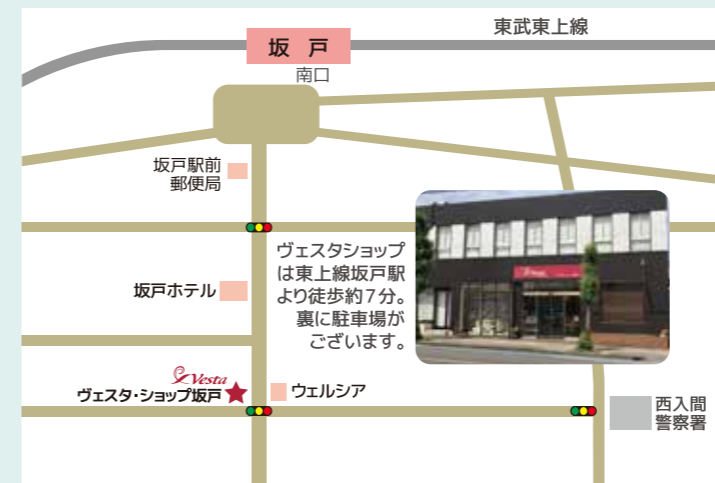 東武東上線
坂 戸
南口
坂戸駅前
郵便局
ヴェスタショップ
は東上線坂戸駅
より徒歩約7分。
裏に駐車場が
ございます。
Vesta
坂戸ホテル
Vesta
ヴェスタ・ショップ坂戸
ウェルシア
西入間
警察署